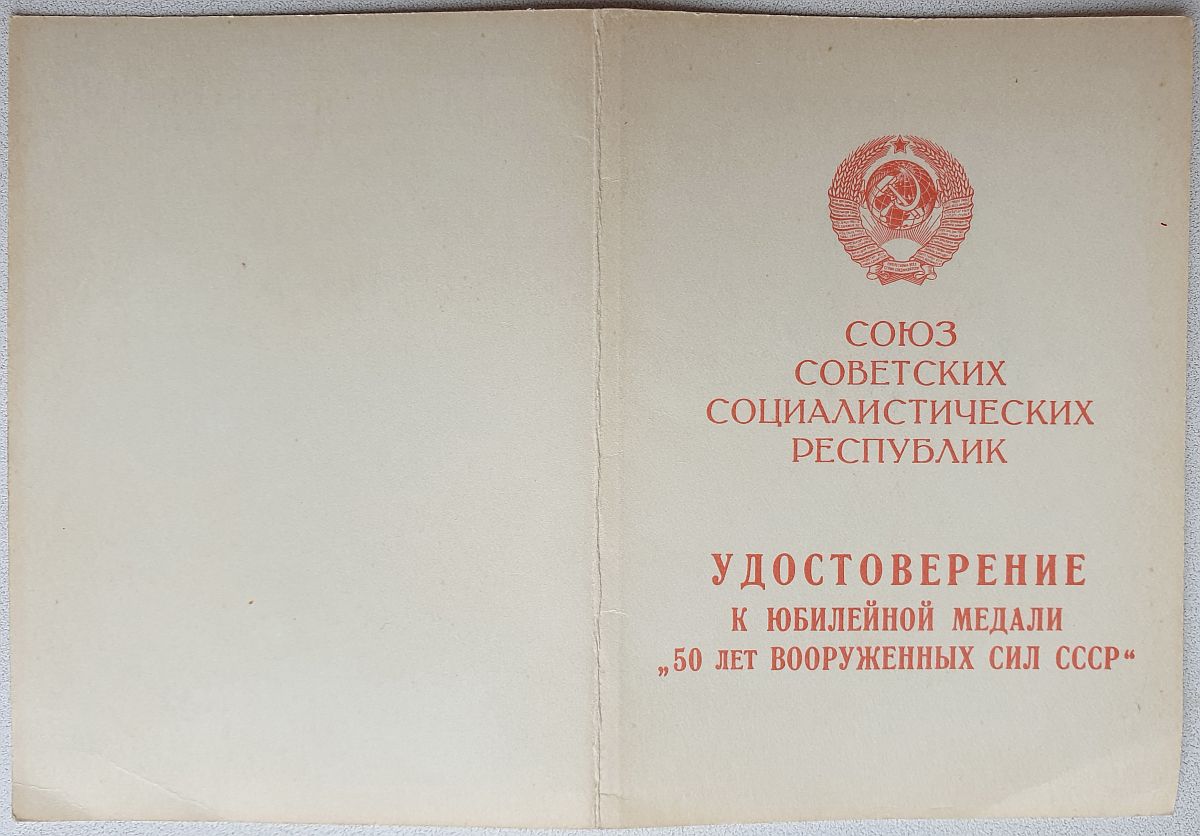 СОЮЗ
СОВЕТСКИХ
СОЦИАЛИСТИЧЕСКИХ
РЕСПУБЛИК
УДОСТОВЕРЕНИЕ
К ЮБИЛЕЙНОЙ МЕДАЛИ
„50 ЛЕТ ВООРУЖЕННЫХ СИЛ СССР“